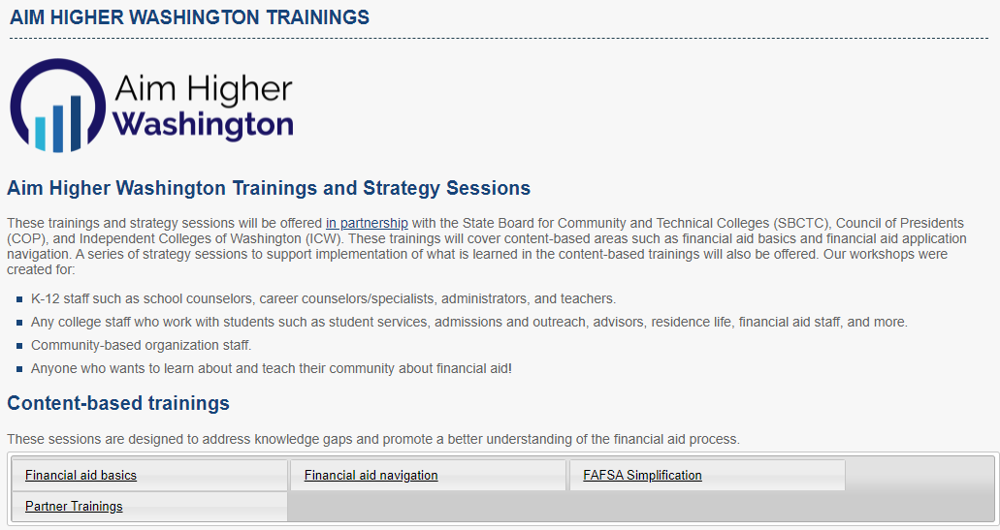 AIM HIGHER WASHINGTON TRAININGS
Aim Higher
Washington
Aim Higher Washington Trainings and Strategy Sessions
These trainings and strategy sessions will be offered in partnership with the State Board for Community and Technical Colleges (SBCTC), Council of Presidents
(COP), and Independent Colleges of Washington (ICW). These trainings will cover content-based areas such as financial aid basics and financial aid application
navigation. A series of strategy sessions to support implementation of what is learned in the content-based trainings will also be offered. Our workshops were
created for:
K-12 staff such as school counselors, career counselors/specialists, administrators, and teachers.
Any college staff who work with students such as student services, admissions and outreach, advisors, residence life, financial aid staff, and more.
Community-based organization staff.
Anyone who wants to learn about and teach their community about financial aid!
Content-based trainings
These sessions are designed to address knowledge gaps and promote a better understanding of the financial aid process.
Financial aid basics
Financial aid navigation
FAFSA Simplification
Partner Trainings